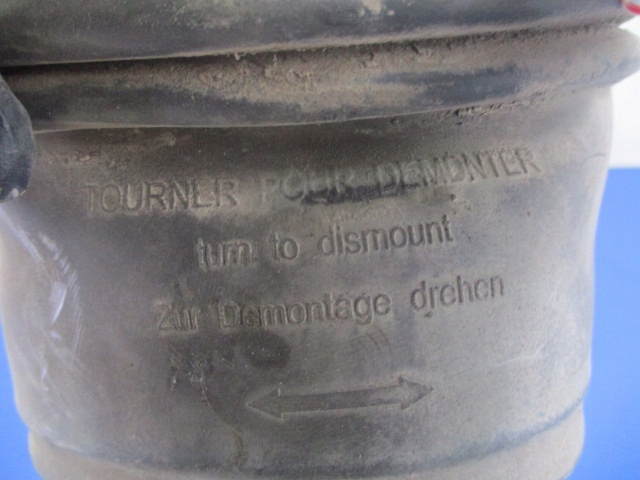 TOURNER POUR DEMONTER
turn to dismount
Zur Demontage drehen